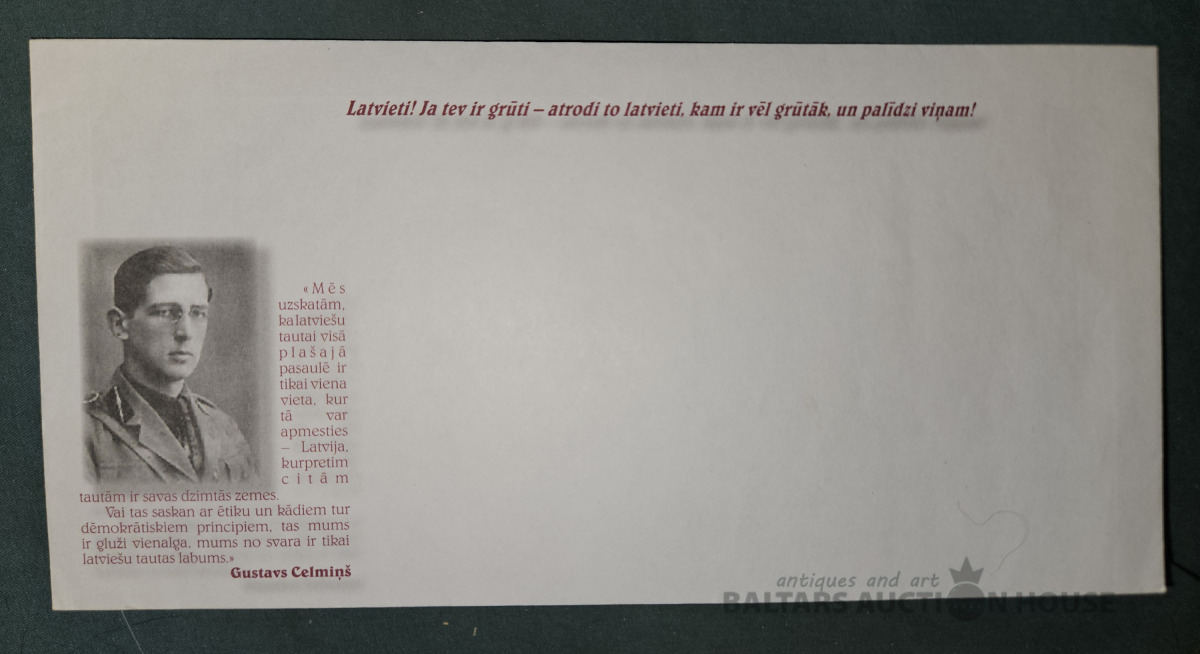 Latvieti! Ja tev ir grūti – atrodi to latvieti, kam ir vēl grūtāk, un palīdzi viņam!
«Mēs
uzskatām,
ka latviešu
tautai visā
plašajā
pasaulē ir
tikai viena
vieta, kur
tā var
apmesties
– Latvija,
kurpretim
citām
tautām ir savas dzimtās zemes.
Vai tas saskan ar ētiku un kādiem tur
dēmokrātiskiem principiem, tas mums
ir gluži vienalga, mums no svara ir tikai
latviešu tautas labums.»
Gustavs Celmiņš
antiques and art
BALTARS AUCTION HOUSE